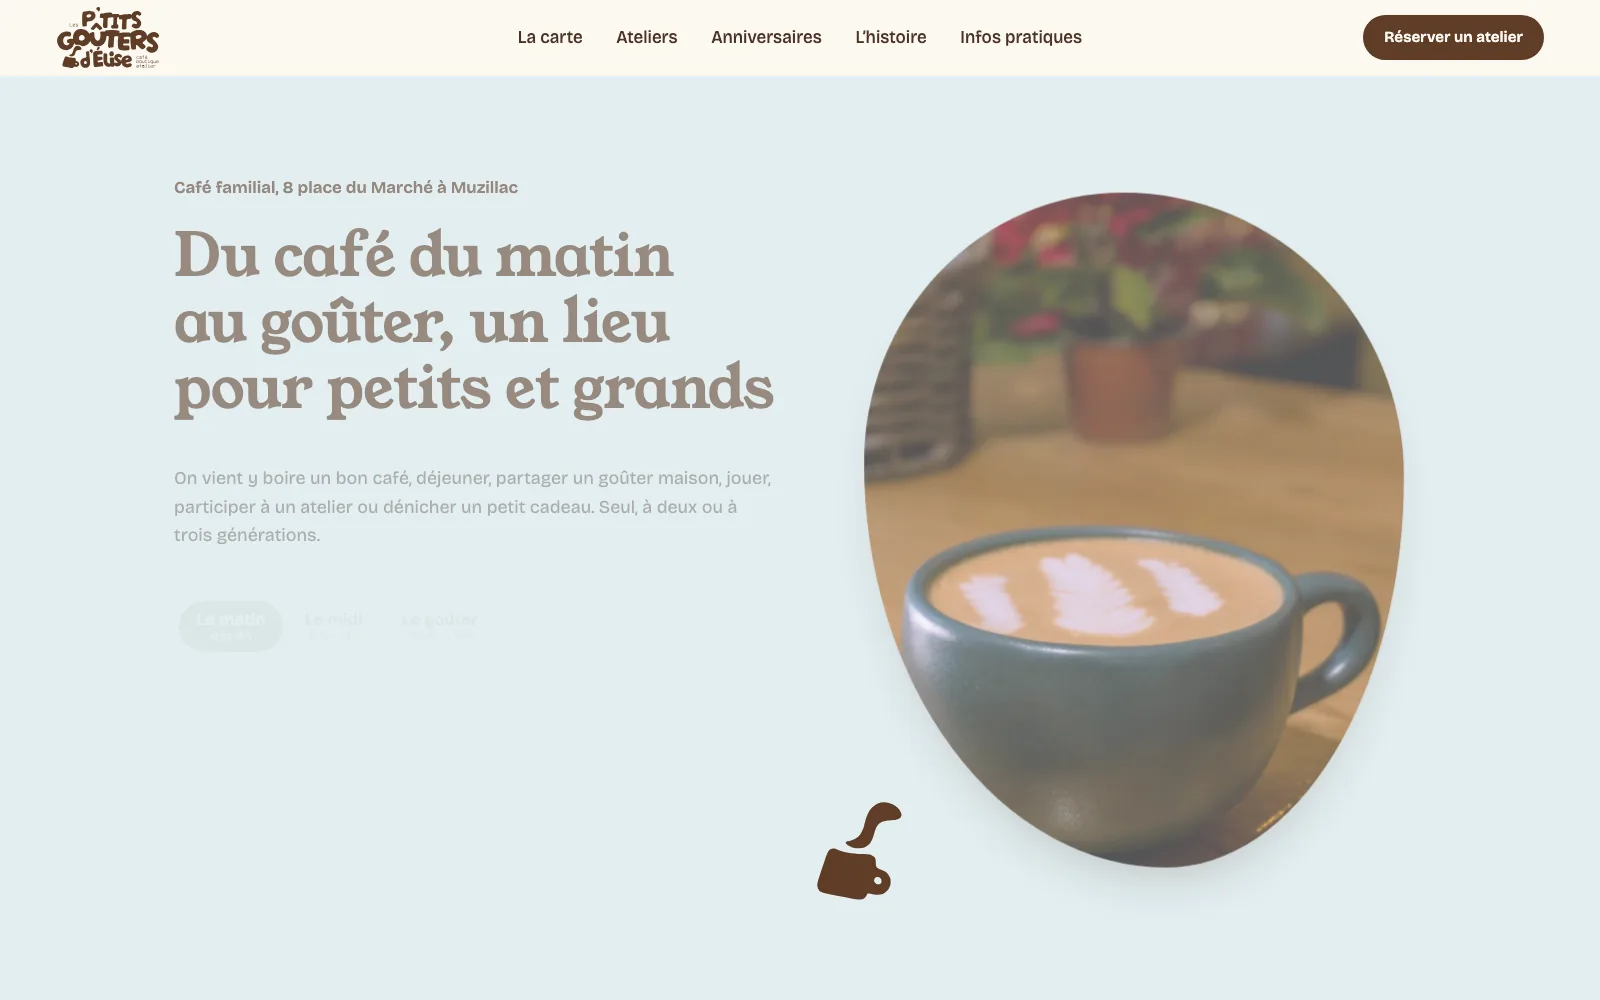 Les
P'TITS
GOÛTERS
d'Élise
café
boutique
atelier
La carte
Ateliers
Anniversaires
L'histoire
Infos pratiques
Réserver un atelier
Café familial, 8 place du Marché à Muzillac
Du café du matin
au goûter, un lieu
pour petits et grands
On vient y boire un bon café, déjeuner, partager un goûter maison, jouer,
participer à un atelier ou dénicher un petit cadeau. Seul, à deux ou à
trois générations.
Le matin
Le midi
Le goûter